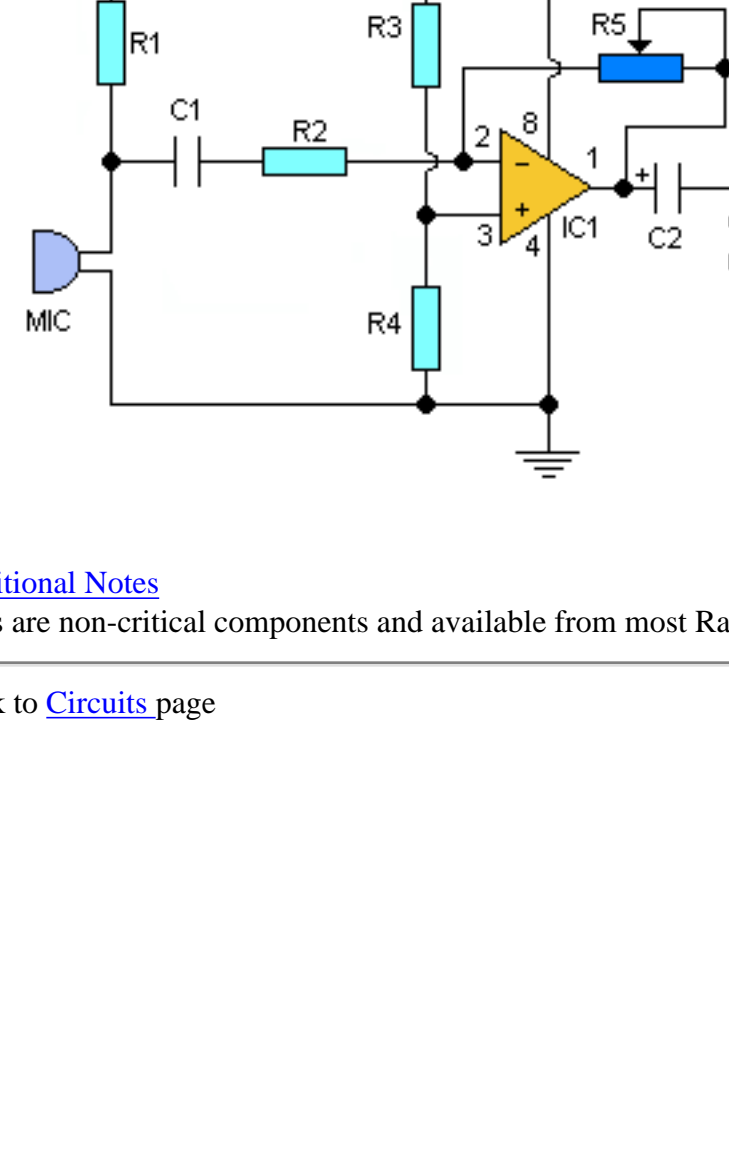 R3
R5
R1
C1
R2
2
8
1
−
+
+
3
4
IC1
C2
MIC
R4
itional Notes
s are non-critical components and available from most Ra
k to Circuits page